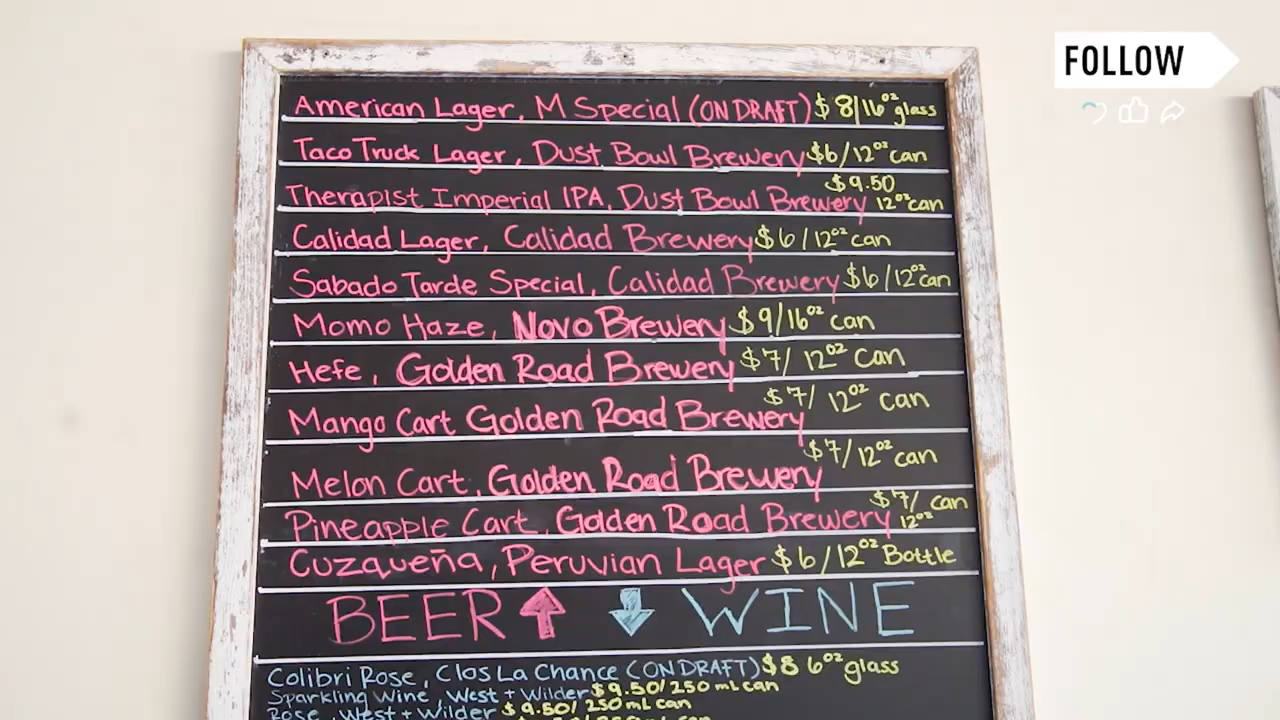 FOLLOW
American Lager, M Special (ON DRAFT) $8/16oz glass
Taco Truck Lager, Dust Bowl Brewery $6/12oz can
Therapist Imperial IPA, Dust Bowl Brewery $9.50 12oz can
Calidad Lager, Calidad Brewery $6/12oz can
Sabado Tarde Special, Calidad Brewery $6/12oz can
Momo Haze, Novo Brewery $9/16oz can
Hefe, Golden Road Brewery $7/12oz can
Mango Cart Golden Road Brewery $7/12oz can
Melon Cart, Golden Road Brewery $7/12oz can
Pineapple Cart, Golden Road Brewery $7/12oz can
Cuzqueña, Peruvian Lager $6/12oz Bottle
BEER WINE
Colibri Rose, Clos La Chance (ON DRAFT) $8 6oz glass
Sparkling Wine, West + Wilder $9.50/250 mL can
Rose, West + Wilder $9.50/250 mL can